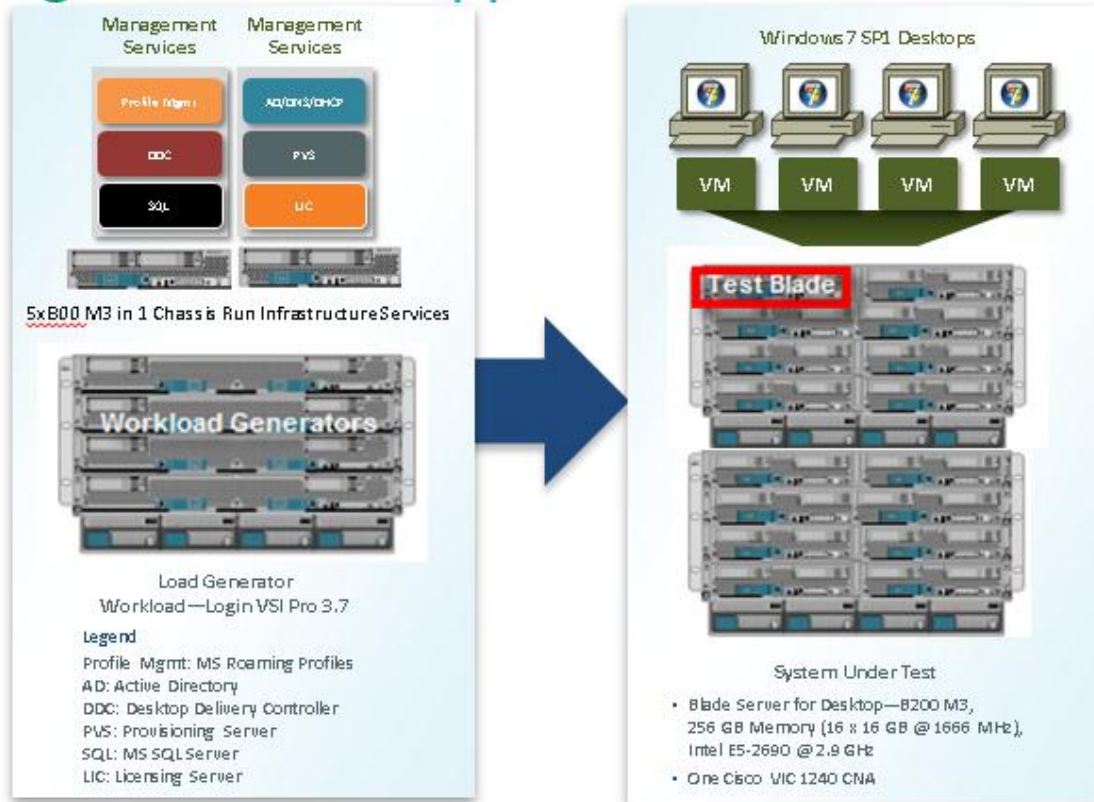 Management Services
Management Services
Profile Mgmt
AD/DNS/DHCP
DDC
PVS
SQL
LIC
5xB00 M3 in 1 Chassis Run Infrastructure Services
Workload Generators
Load Generator
Workload—Login VSI Pro 3.7
Legend
Profile Mgmt: MS Roaming Profiles
AD: Active Directory
DDC: Desktop Delivery Controller
PVS: Provisioning Server
SQL: MS SQL Server
LIC: Licensing Server
Windows 7 SP1 Desktops
VM VM VM VM
Test Blade
System Under Test
• Blade Server for Desktop—B200 M3,
256 GB Memory (16 x 16 GB @ 1666 MHz),
Intel E5-2690 @ 2.9 GHz
• One Cisco VIC 1240 CNA